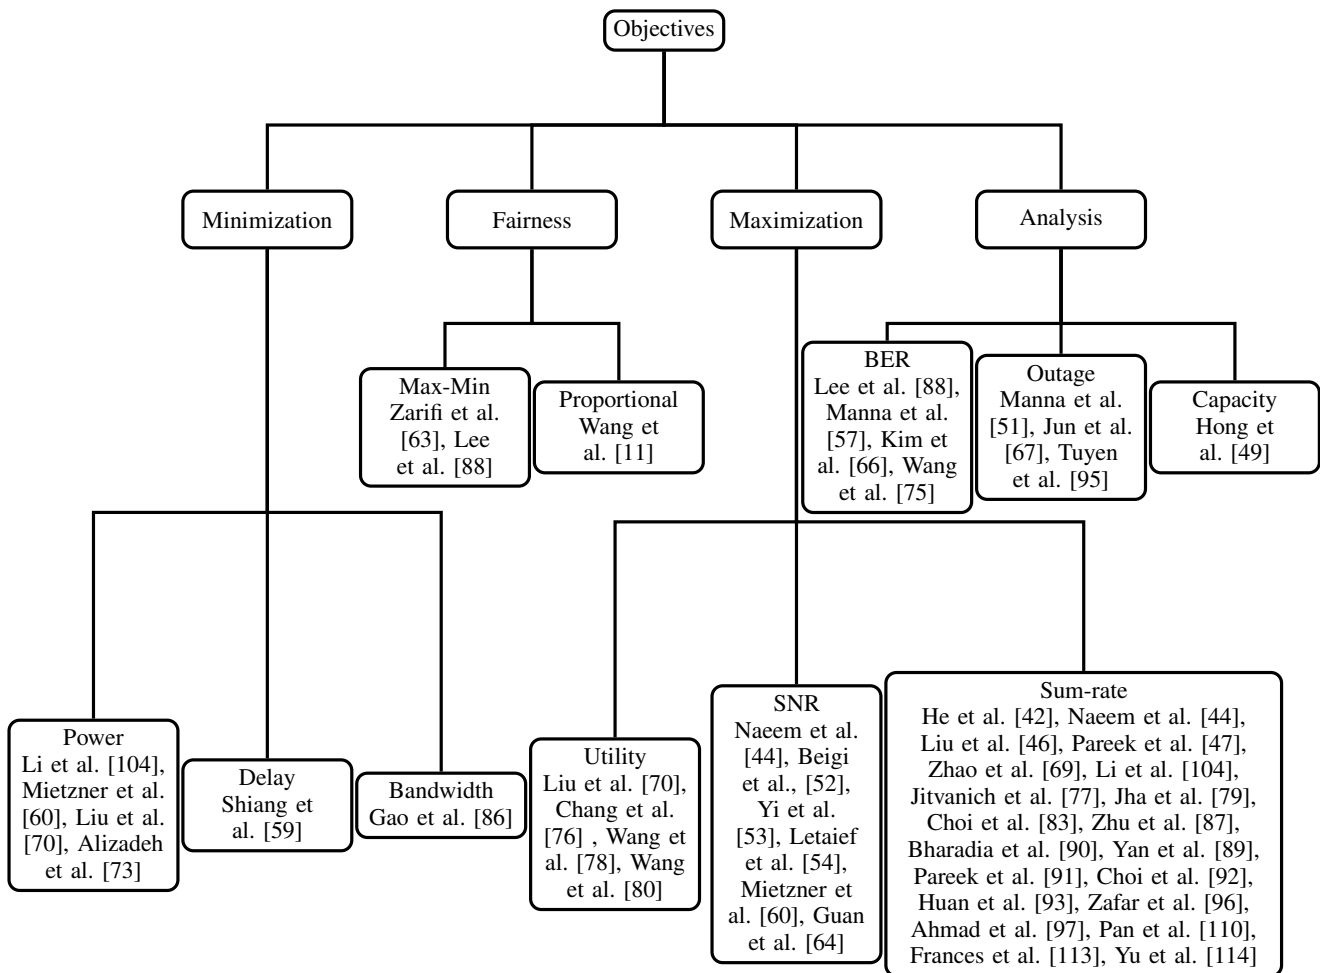 Objectives
Minimization
Fairness
Maximization
Analysis
Max-Min
Zarifi et al.
[63], Lee
et al. [88]
Proportional
Wang et
al. [11]
BER
Lee et al. [88],
Manna et al.
[57], Kim et
al. [66], Wang
et al. [75]
Outage
Manna et al.
[51], Jun et al.
[67], Tuyen
et al. [95]
Capacity
Hong et
al. [49]
Power
Li et al. [104],
Mietzner et al.
[60], Liu et al.
[70], Alizadeh
et al. [73]
Delay
Shiang et
al. [59]
Bandwidth
Gao et al. [86]
Utility
Liu et al. [70],
Chang et al.
[76] , Wang et
al. [78], Wang
et al. [80]
SNR
Naeem et al.
[44], Beigi
et al., [52],
Yi et al.
[53], Letaief
et al. [54],
Mietzner et
al. [60], Guan
et al. [64]
Sum-rate
He et al. [42], Naeem et al. [44],
Liu et al. [46], Pareek et al. [47],
Zhao et al. [69], Li et al. [104],
Jitvanich et al. [77], Jha et al. [79],
Choi et al. [83], Zhu et al. [87],
Bharadia et al. [90], Yan et al. [89],
Pareek et al. [91], Choi et al. [92],
Huan et al. [93], Zafar et al. [96],
Ahmad et al. [97], Pan et al. [110],
Frances et al. [113], Yu et al. [114]